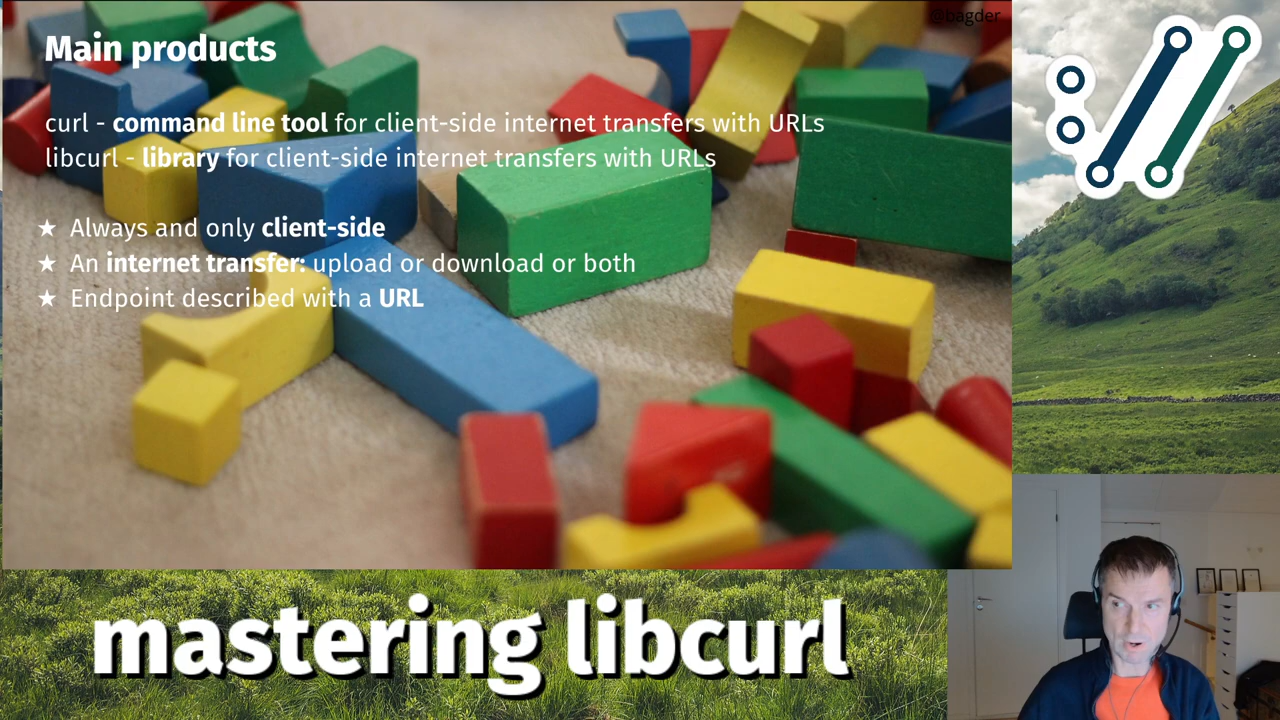 @bagder
Main products
curl - command line tool for client-side internet transfers with URLs
libcurl - library for client-side internet transfers with URLs
★ Always and only client-side
★ An internet transfer: upload or download or both
★ Endpoint described with a URL
mastering libcurl